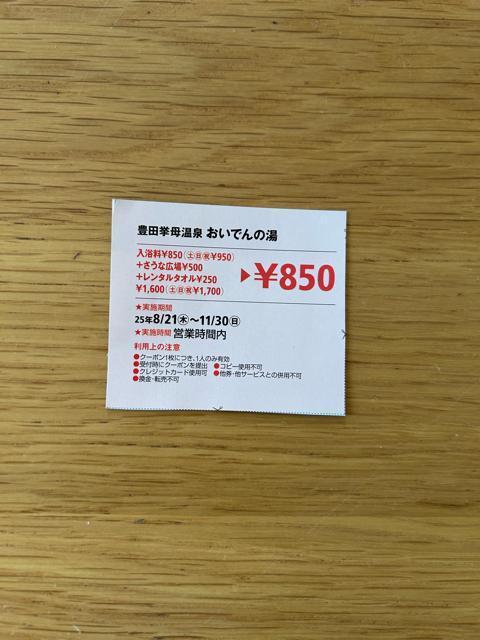 豊田挙母温泉 おいでんの湯
入浴料¥850(土日祝¥950)
+さうな広場¥500
+レンタルタオル¥250
¥1,600(土日祝¥1,700)
▶¥850
★実施期間
25年8/21(木)〜11/30(日)
★実施時間 営業時間内
利用上の注意
●クーポン1枚につき、1人のみ有効
●受付時にクーポンを提出 ●コピー使用不可
●クレジットカード使用可 ●他券・他サービスとの併用不可
●換金・転売不可